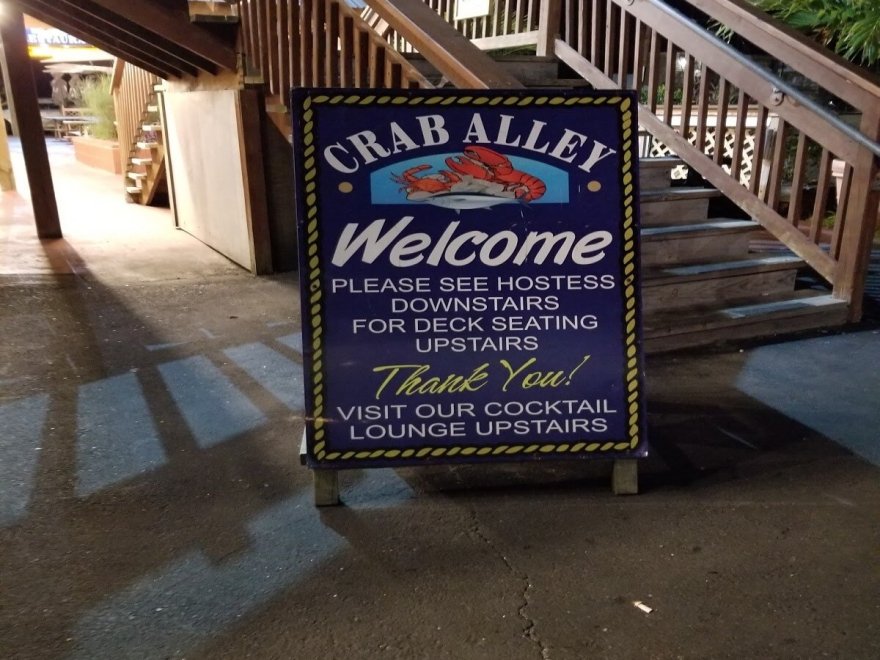 CRAB ALLEY
Welcome
PLEASE SEE HOSTESS
DOWNSTAIRS
FOR DECK SEATING
UPSTAIRS
Thank You!
VISIT OUR COCKTAIL
LOUNGE UPSTAIRS